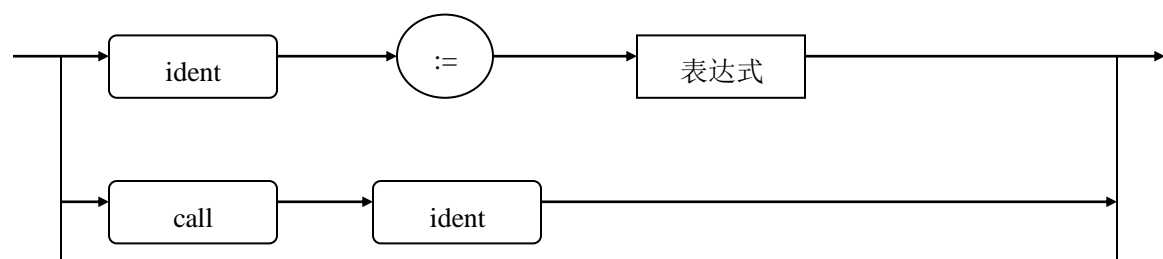 ident
:=
表达式
call
ident